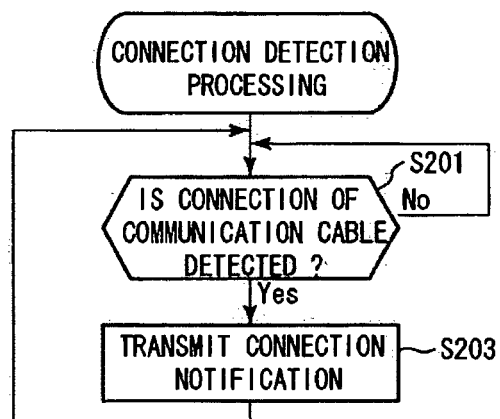 CONNECTION DETECTION
PROCESSING
S201
IS CONNECTION OF
COMMUNICATION CABLE
DETECTED ?
No
Yes
TRANSMIT CONNECTION
NOTIFICATION
S203